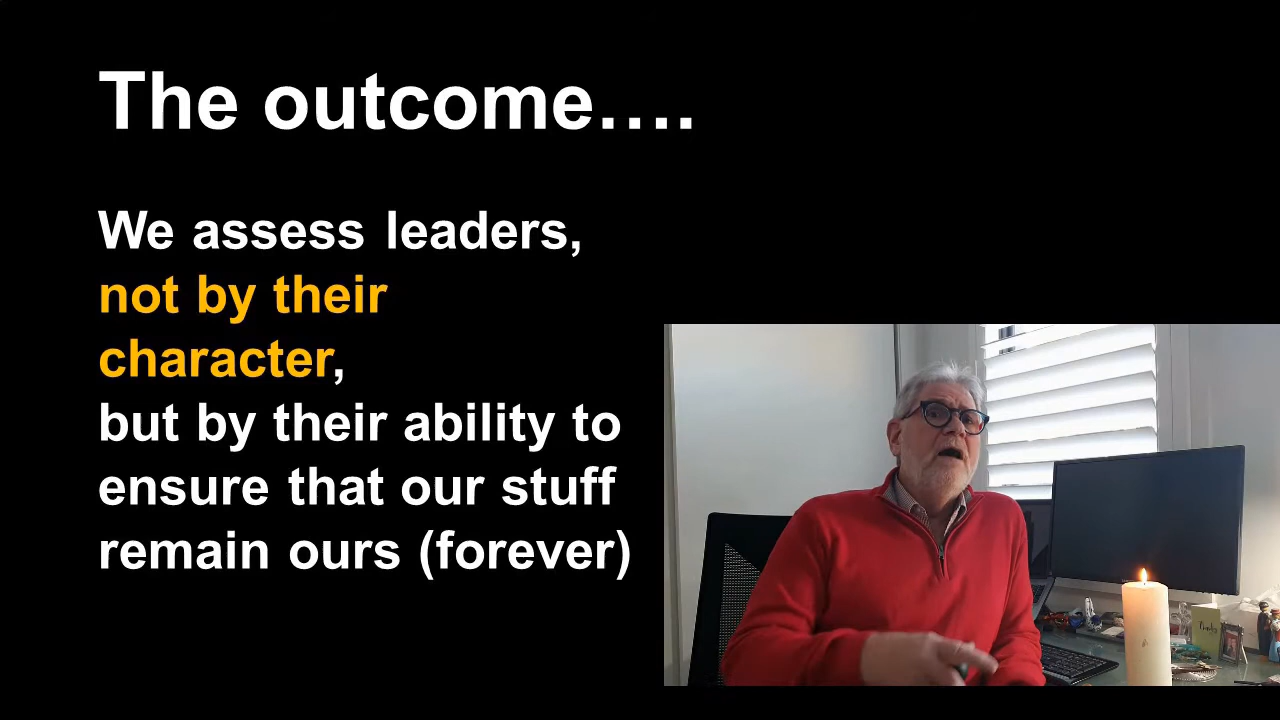 The outcome….
We assess leaders,
not by their
character,
but by their ability to
ensure that our stuff
remain ours (forever)